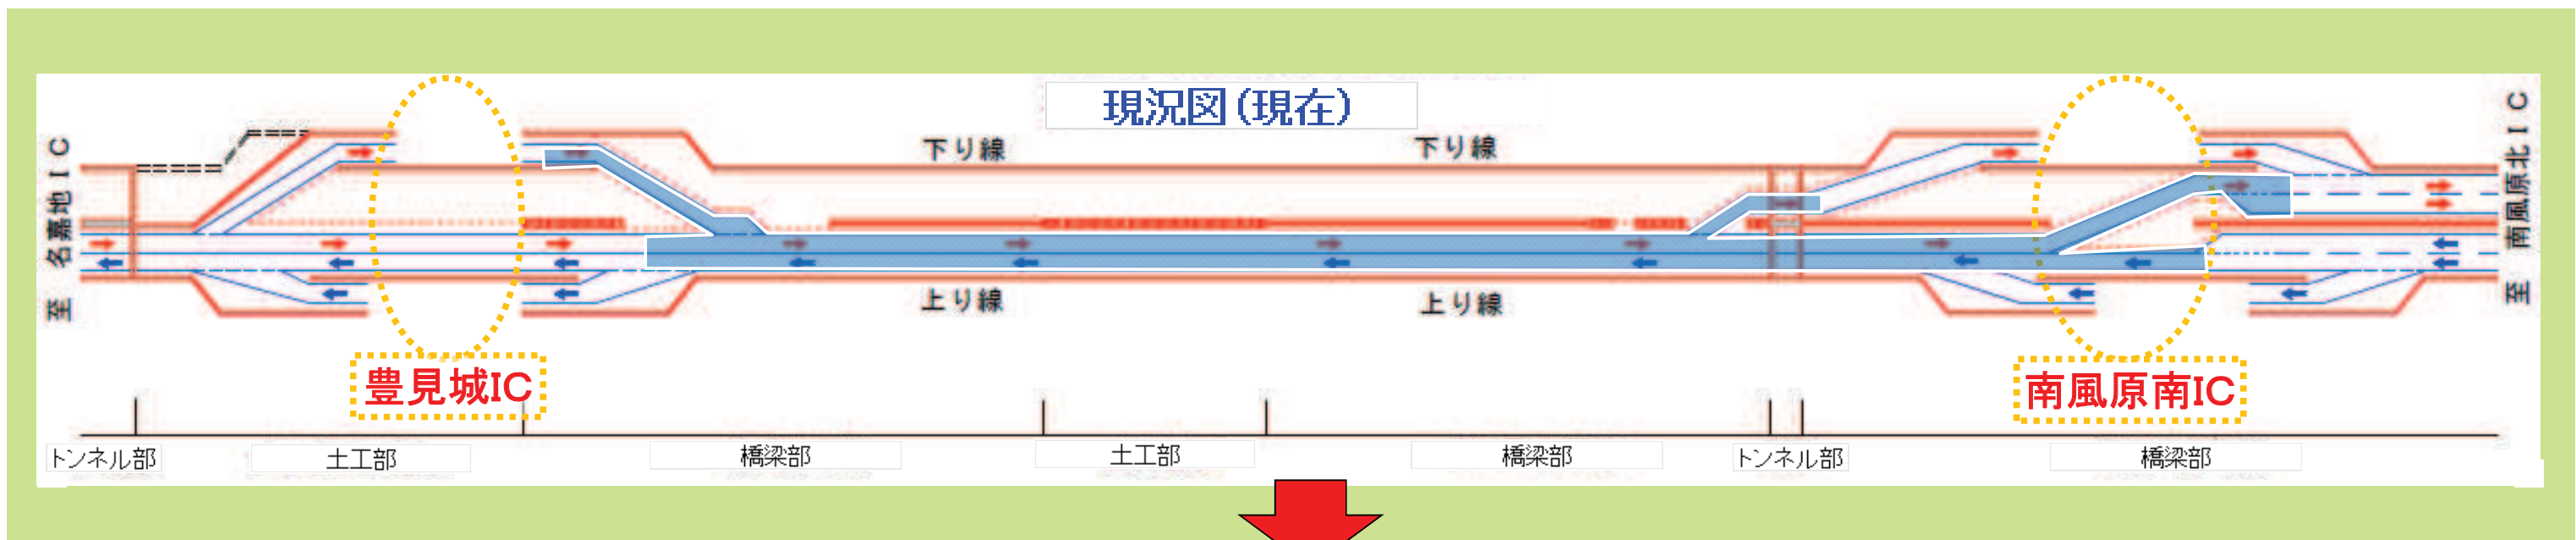 現況図(現在)
至 名嘉地IC
下り線
下り線
至 南風原北IC
上り線
上り線
豊見城IC
南風原南IC
トンネル部
土工部
橋梁部
土工部
橋梁部
トンネル部
橋梁部